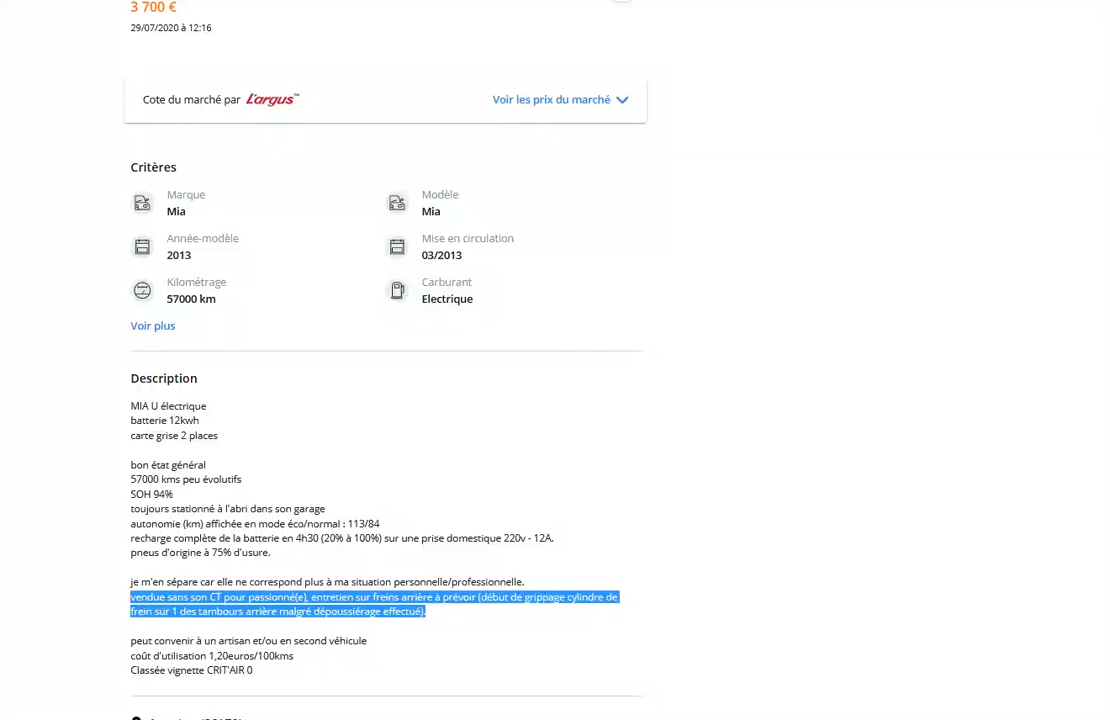 3 700 €
29/07/2020 à 12:16
Cote du marché par L'argus™ Voir les prix du marché
Critères
Marque Modèle
Mia Mia
Année-modèle Mise en circulation
2013 03/2013
Kilométrage Carburant
57000 km Electrique
Voir plus
Description
MIA U électrique
batterie 12kwh
carte grise 2 places
bon état général
57000 kms peu évolutifs
SOH 94%
toujours stationné à l'abri dans son garage
autonomie (km) affichée en mode éco/normal : 113/84
recharge complète de la batterie en 4h30 (20% à 100%) sur une prise domestique 220v - 12A.
pneus d'origine à 75% d'usure.
je m'en sépare car elle ne correspond plus à ma situation personnelle/professionnelle.
vendue sans son CT pour passionné(e), entretien sur freins arrière à prévoir (début de grippage cylindre de
frein sur 1 des tambours arrière malgré dépoussiérage effectué).
peut convenir à un artisan et/ou en second véhicule
coût d'utilisation 1,20euros/100kms
Classée vignette CRIT'AIR 0